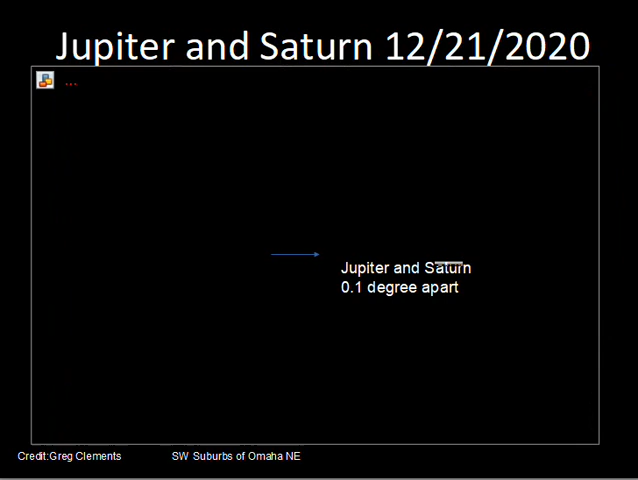 Jupiter and Saturn 12/21/2020
...
Jupiter and Saturn
0.1 degree apart
Credit:Greg Clements SW Suburbs of Omaha NE